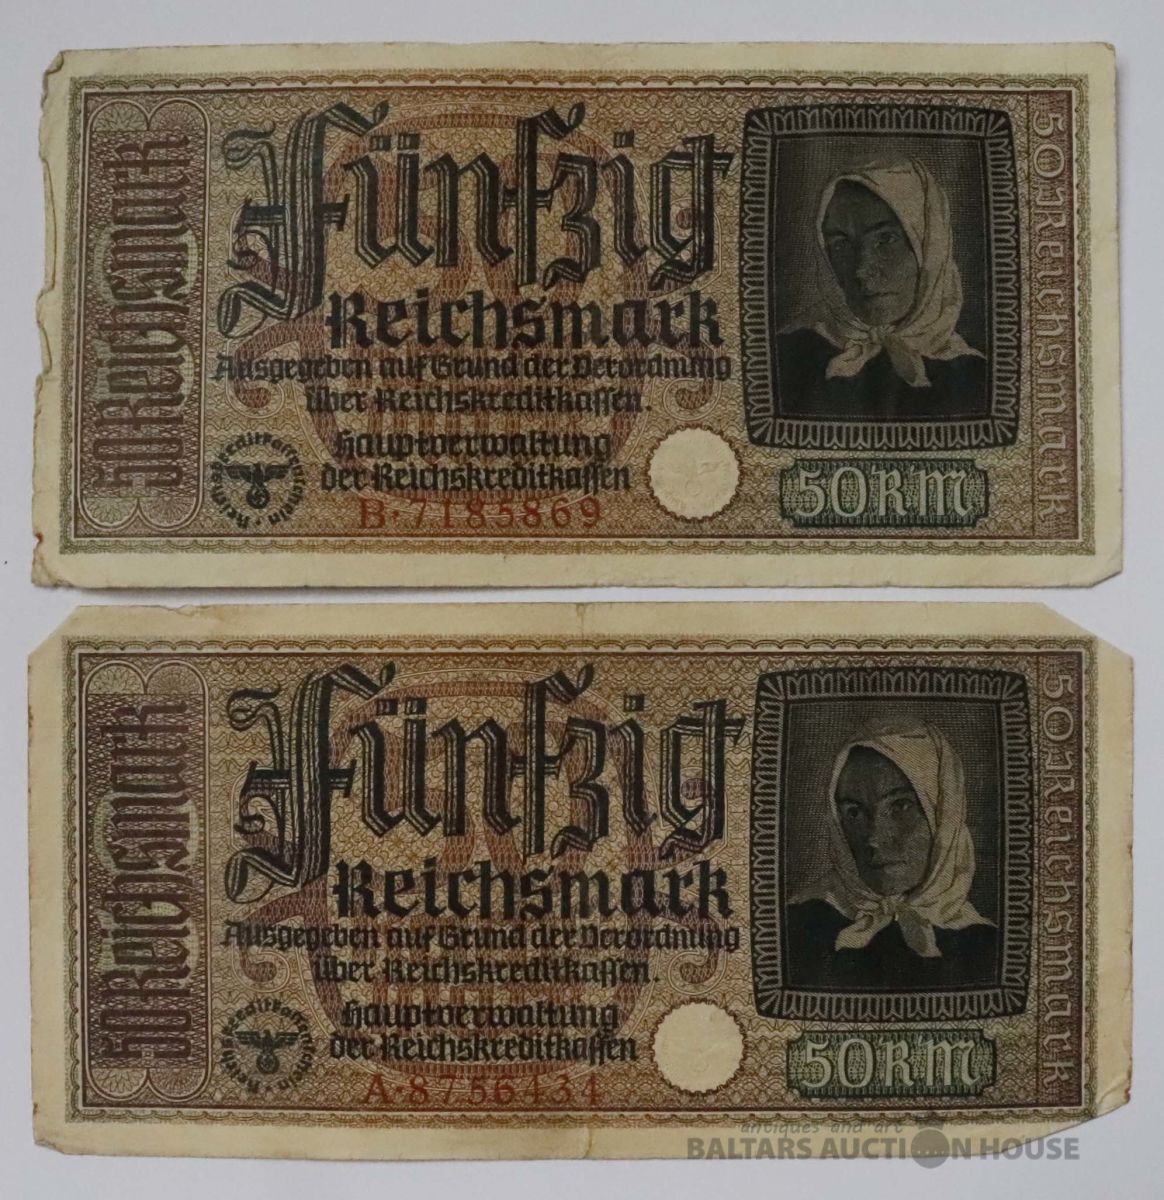 50 Reichsmark
Fünfzig
Reichsmark
Ausgegeben auf Grund der Verordnung
über Reichskreditkassen.
Hauptverwaltung
der Reichskreditkassen
Reichskreditkassenschein
B·7185869
50 RM
50 Reichsmark
50 Reichsmark
Fünfzig
Reichsmark
Ausgegeben auf Grund der Verordnung
über Reichskreditkassen.
Hauptverwaltung
der Reichskreditkassen
Reichskreditkassenschein
A·8756434
50 RM
50 Reichsmark
antiques and art
BALTARS AUCTION HOUSE